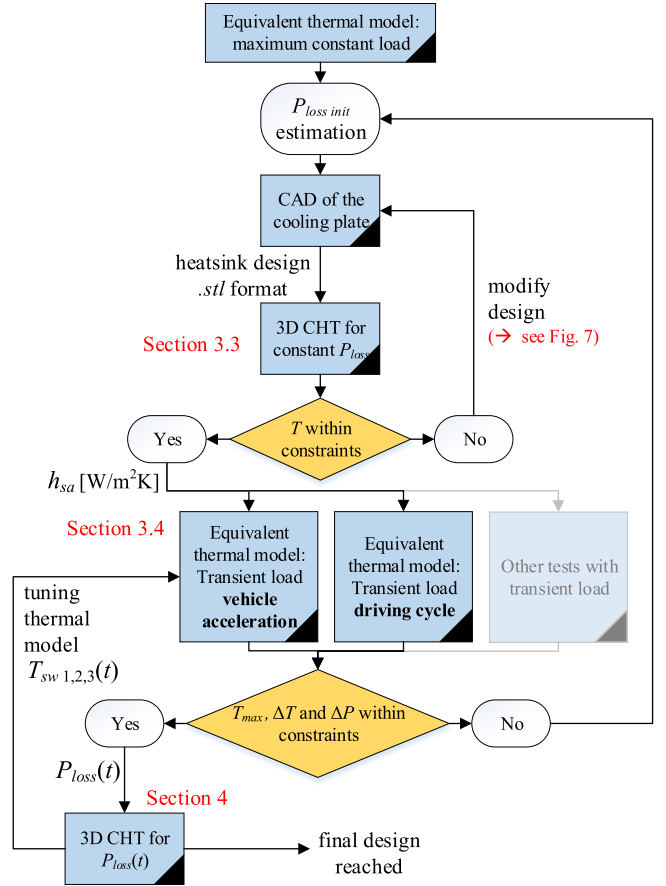 Equivalent thermal model:
maximum constant load
P_loss init
estimation
CAD of the
cooling plate
heatsink design
.stl format
modify
design
(→ see Fig. 7)
Section 3.3
3D CHT for
constant P_loss
T within
constraints
Yes
No
h_sa [W/m²K]
Section 3.4
Equivalent
thermal model:
Transient load
vehicle
acceleration
Equivalent
thermal model:
Transient load
driving cycle
Other tests with
transient load
tuning
thermal
model
T_sw 1,2,3(t)
T_max, ΔT and ΔP within
constraints
Yes
No
P_loss(t)
Section 4
3D CHT for
P_loss(t)
final design
reached